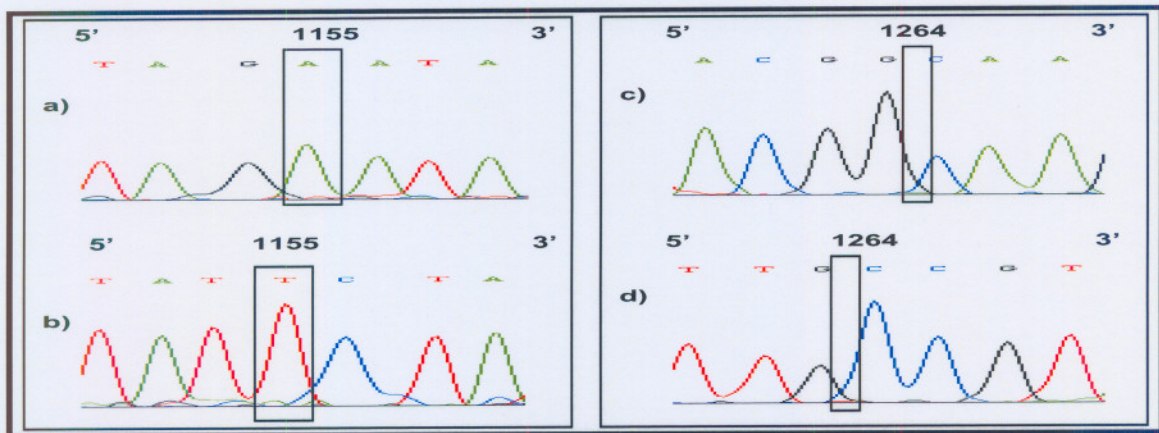 5’ 1155 3’
T A G A A T A
a)
5’ 1155 3’
T A T T C T A
b)
5’ 1264 3’
A C G G C A A
c)
5’ 1264 3’
T T G C C G T
d)